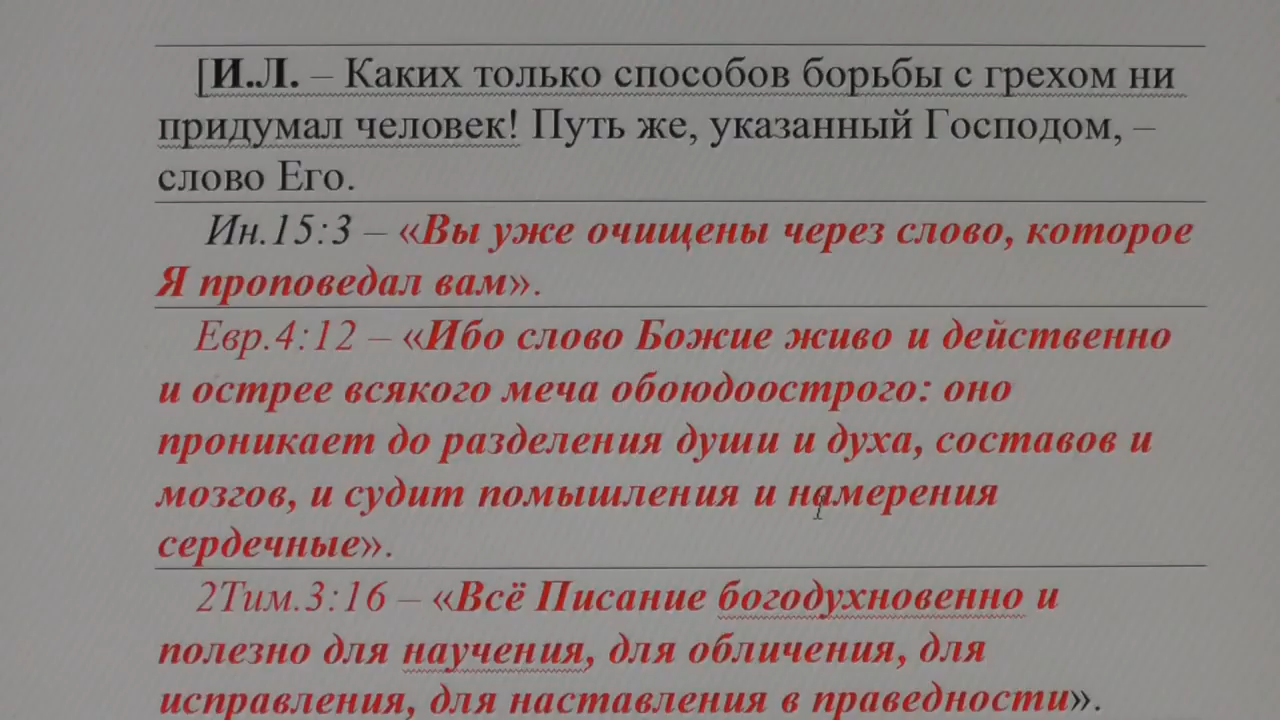 [И.Л. – Каких только способов борьбы с грехом ни
придумал человек! Путь же, указанный Господом, –
слово Его.
Ин.15:3 – «Вы уже очищены через слово, которое
Я проповедал вам».
Евр.4:12 – «Ибо слово Божие живо и действенно
и острее всякого меча обоюдоострого: оно
проникает до разделения души и духа, составов и
мозгов, и судит помышления и намерения
сердечные».
2Тим.3:16 – «Всё Писание богодухновенно и
полезно для научения, для обличения, для
исправления, для наставления в праведности».